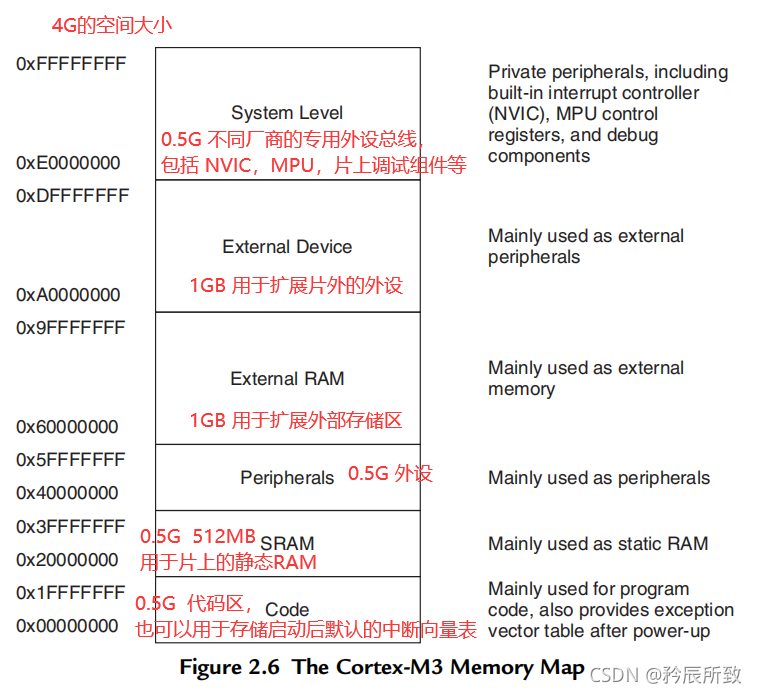 4G的空间大小
0xFFFFFFFF
System Level
0.5G 不同厂商的专用外设总线,
包括 NVIC，MPU，片上调试组件等
Private peripherals, including
built-in interrupt controller
(NVIC), MPU control
registers, and debug
components
0xE0000000
0xDFFFFFFF
External Device
1GB 用于扩展片外的外设
Mainly used as external
peripherals
0xA0000000
0x9FFFFFFF
External RAM
1GB 用于扩展外部存储区
Mainly used as external
memory
0x60000000
0x5FFFFFFF
Peripherals
0.5G 外设
Mainly used as peripherals
0x40000000
0x3FFFFFFF
0.5G 512MB
SRAM
用于片上的静态RAM
Mainly used as static RAM
0x20000000
0x1FFFFFFF
0.5G 代码区，
Code
也可以用于存储启动后默认的中断向量表
Mainly used for program
code, also provides exception
vector table after power-up
0x00000000
Figure 2.6 The Cortex-M3 Memory Map
CSDN @矜辰所致